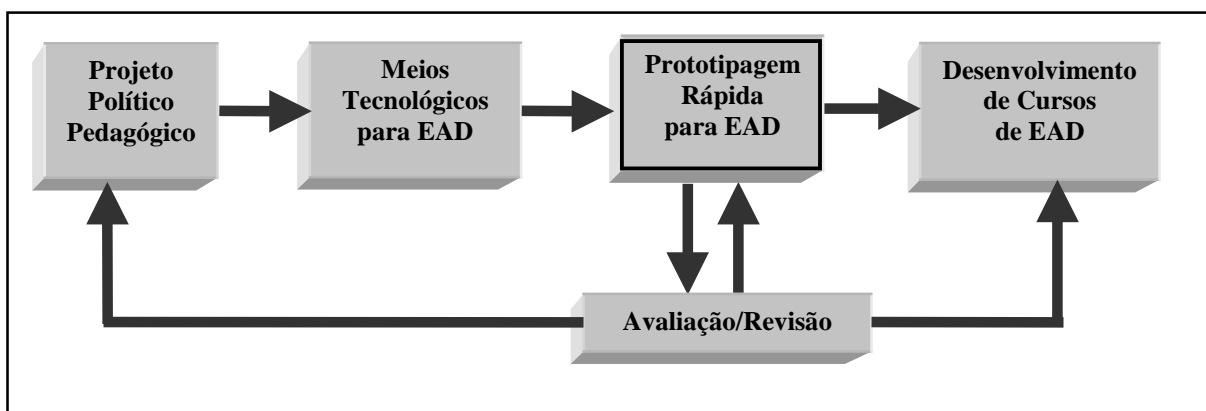 Projeto
Político
Pedagógico
Meios
Tecnológicos
para EAD
Prototipagem
Rápida
para EAD
Desenvolvimento
de Cursos
de EAD
Avaliação/Revisão